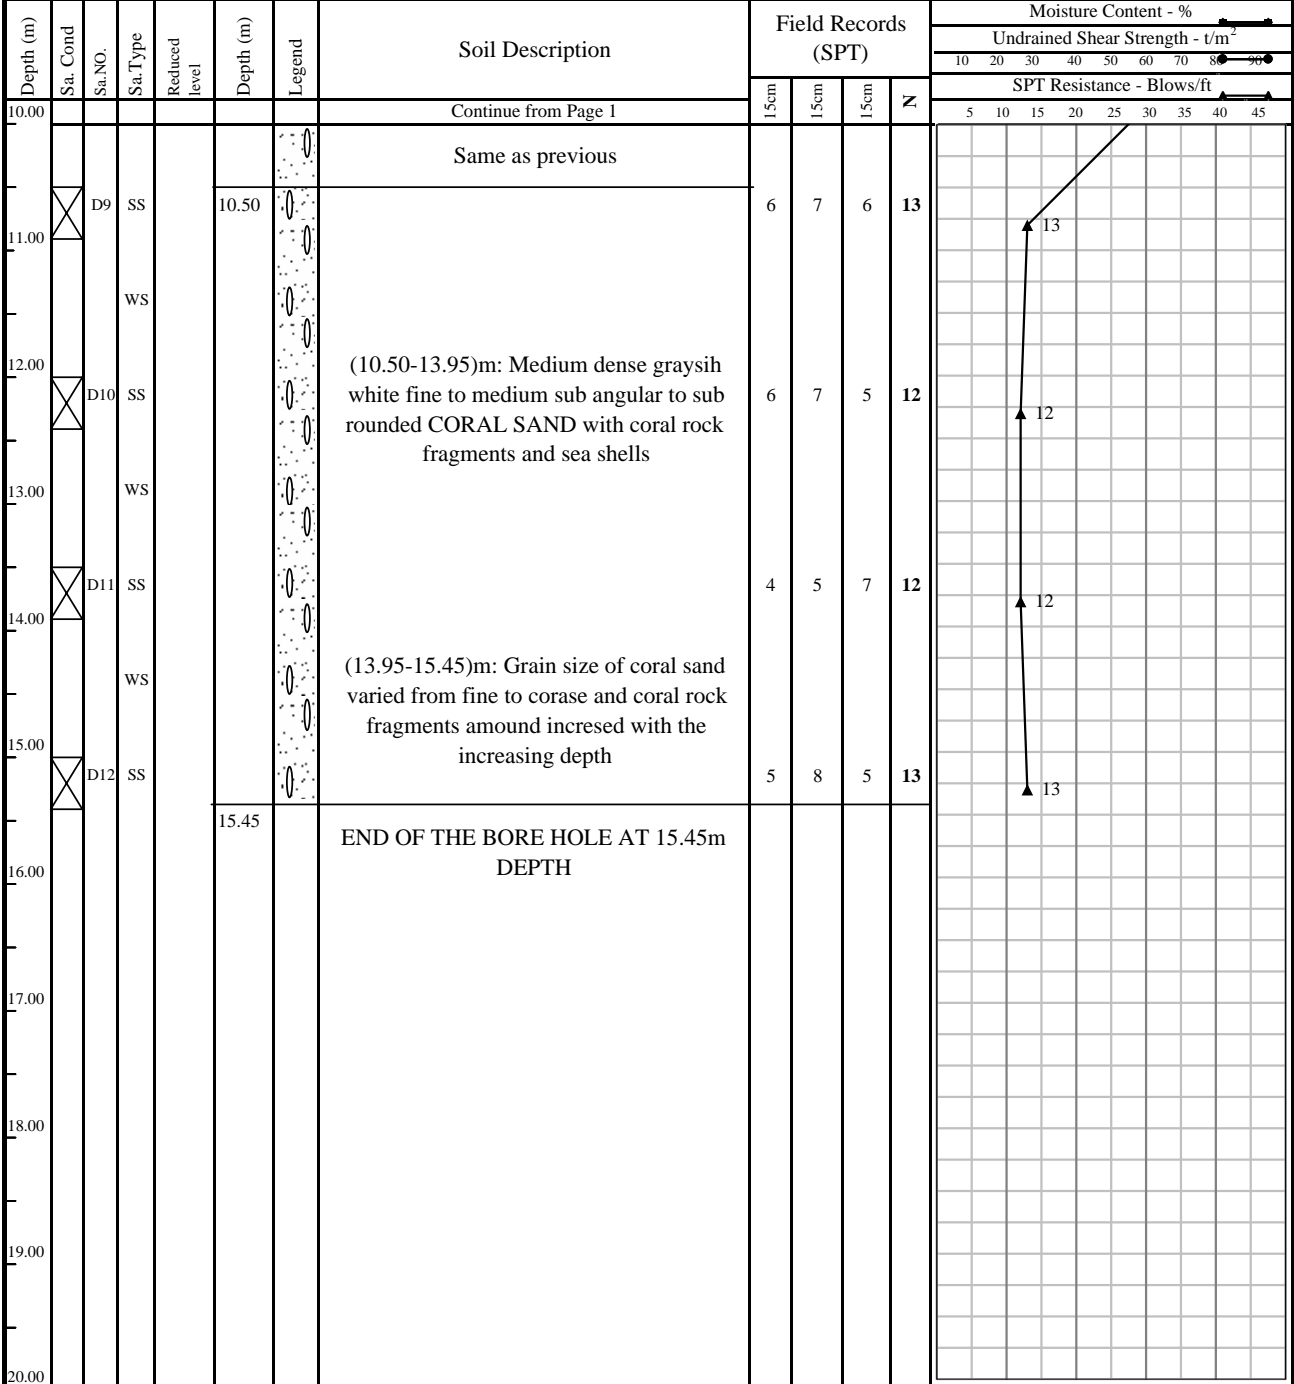 Depth (m)
Sa. Cond
Sa.NO.
Sa.Type
Reduced
level
Depth (m)
Legend
Soil Description
Field Records
(SPT)
Moisture Content - %
Undrained Shear Strength - t/m2
10 20 30 40 50 60 70 80 90
SPT Resistance - Blows/ft
15cm 15cm 15cm N
10.00 Continue from Page 1 5 10 15 20 25 30 35 40 45
Same as previous
D9 SS 10.50 6 7 6 13
13
11.00
WS
12.00
(10.50-13.95)m: Medium dense graysih
D10 SS white fine to medium sub angular to sub 6 7 5 12
12
rounded CORAL SAND with coral rock
fragments and sea shells
13.00 WS
D11 SS 4 5 7 12
12
14.00
(13.95-15.45)m: Grain size of coral sand
WS
varied from fine to corase and coral rock
fragments amound incresed with the
15.00
increasing depth
D12 SS 5 8 5 13
13
15.45
END OF THE BORE HOLE AT 15.45m
DEPTH
16.00
17.00
18.00
19.00
20.00